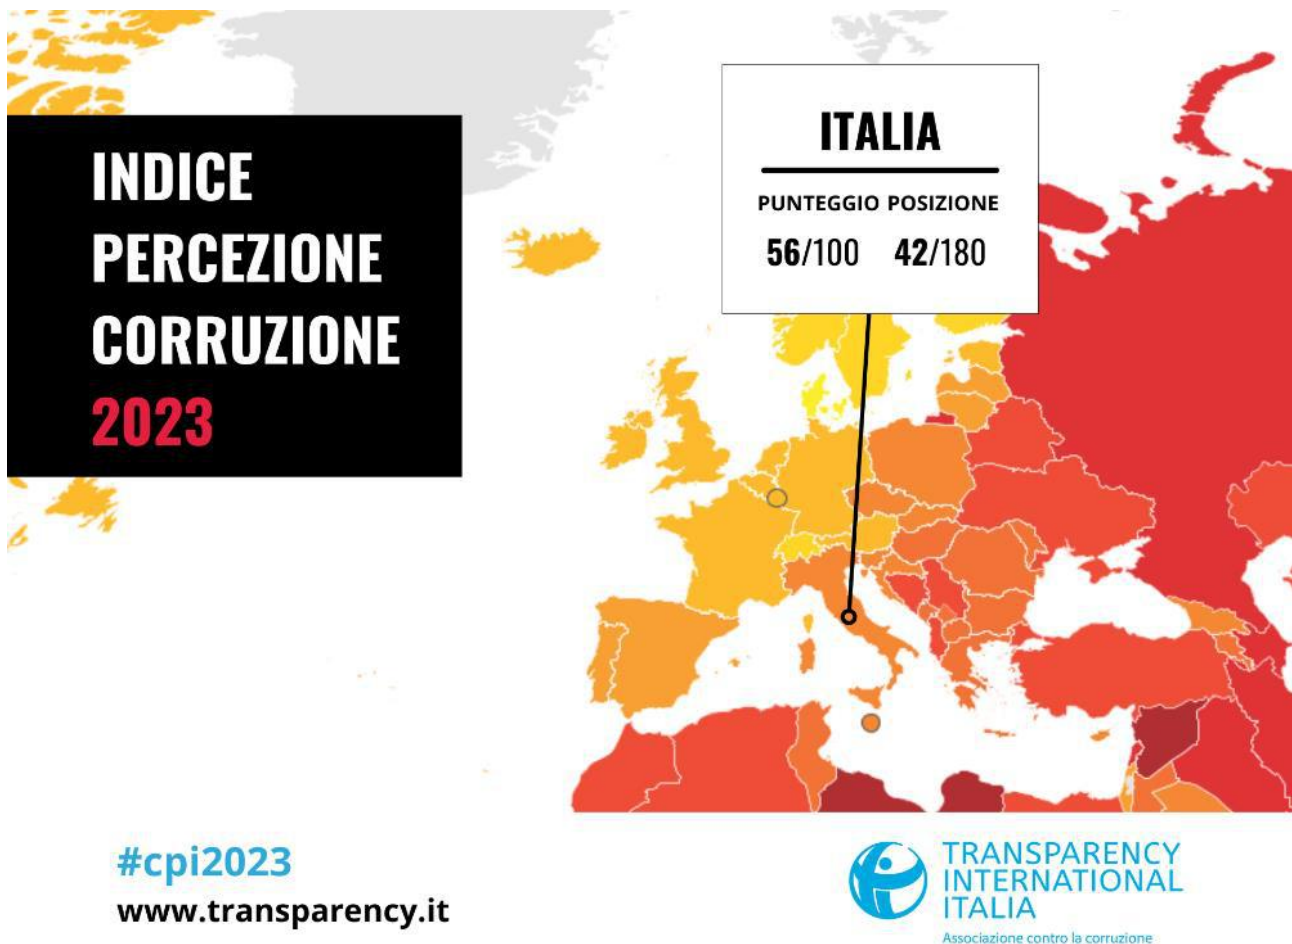 INDICE
PERCEZIONE
CORRUZIONE
2023
ITALIA
PUNTEGGIO POSIZIONE
56/100 42/180
#cpi2023
www.transparency.it
TRANSPARENCY
INTERNATIONAL
ITALIA
Associazione contro la corruzione